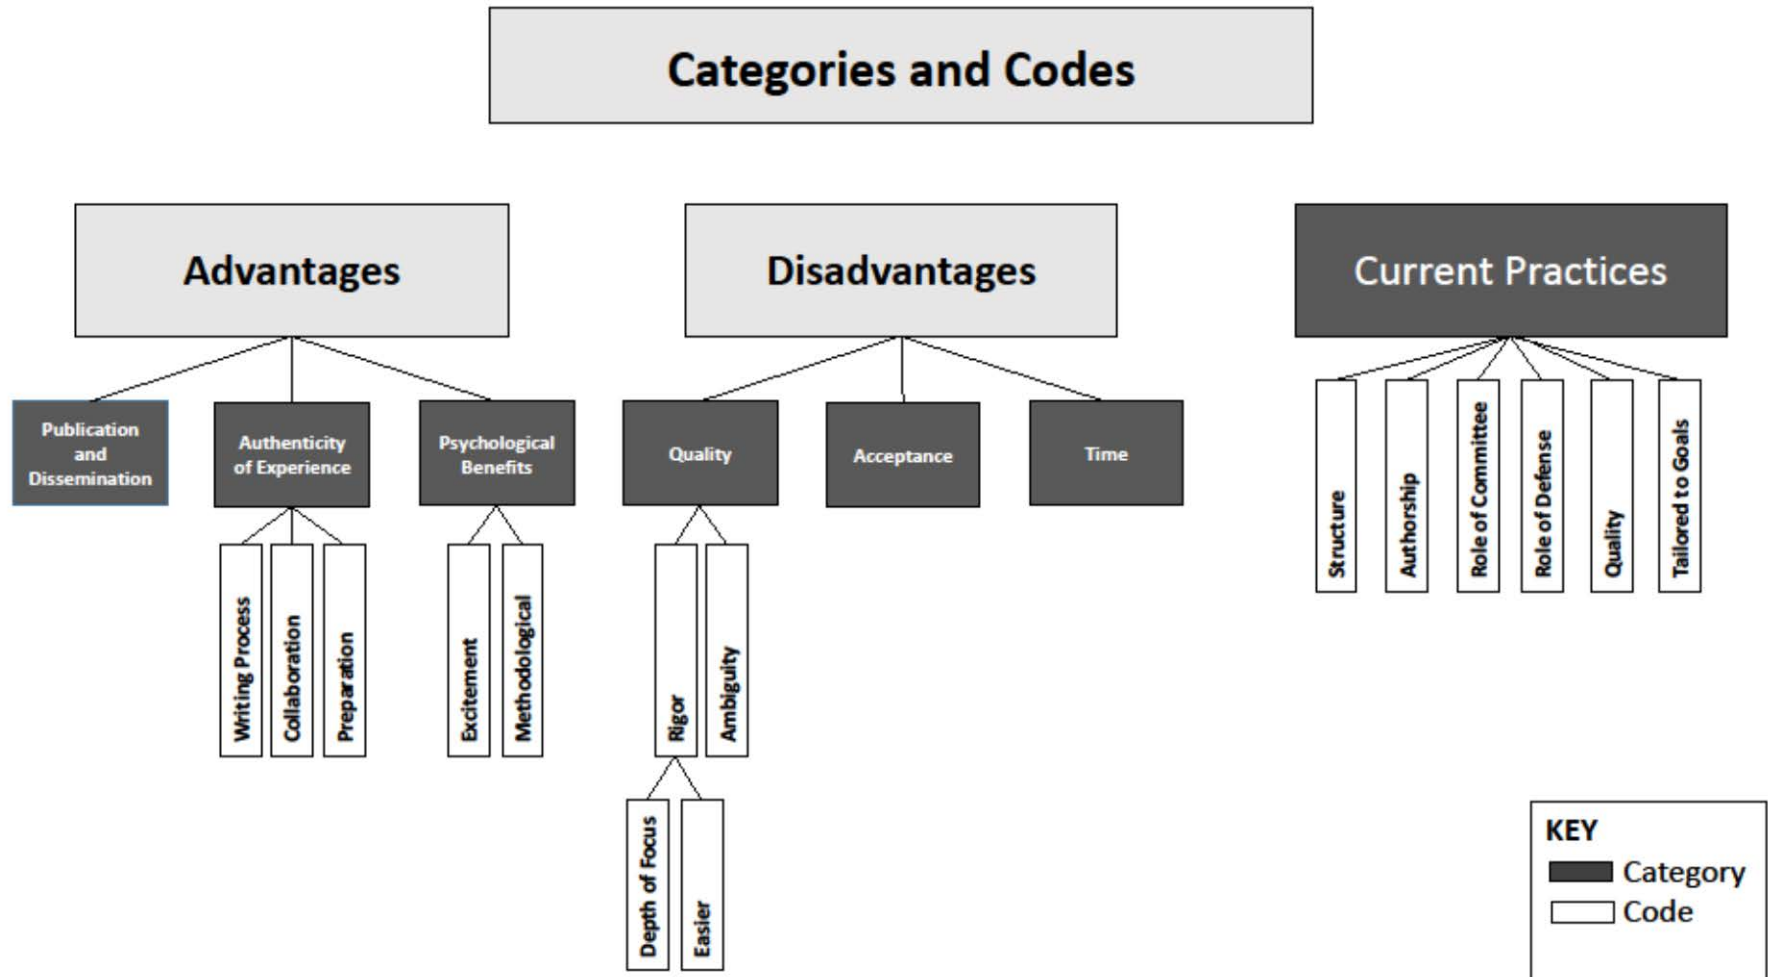 Categories and Codes
Advantages
Disadvantages
Current Practices
Publication
and
Dissemination
Authenticity
of Experience
Psychological
Benefits
Quality
Acceptance
Time
Structure
Authorship
Role of Committee
Role of Defense
Quality
Tailored to Goals
Writing Process
Collaboration
Preparation
Excitement
Methodological
Rigor
Ambiguity
Depth of Focus
Easier
KEY
Category
Code